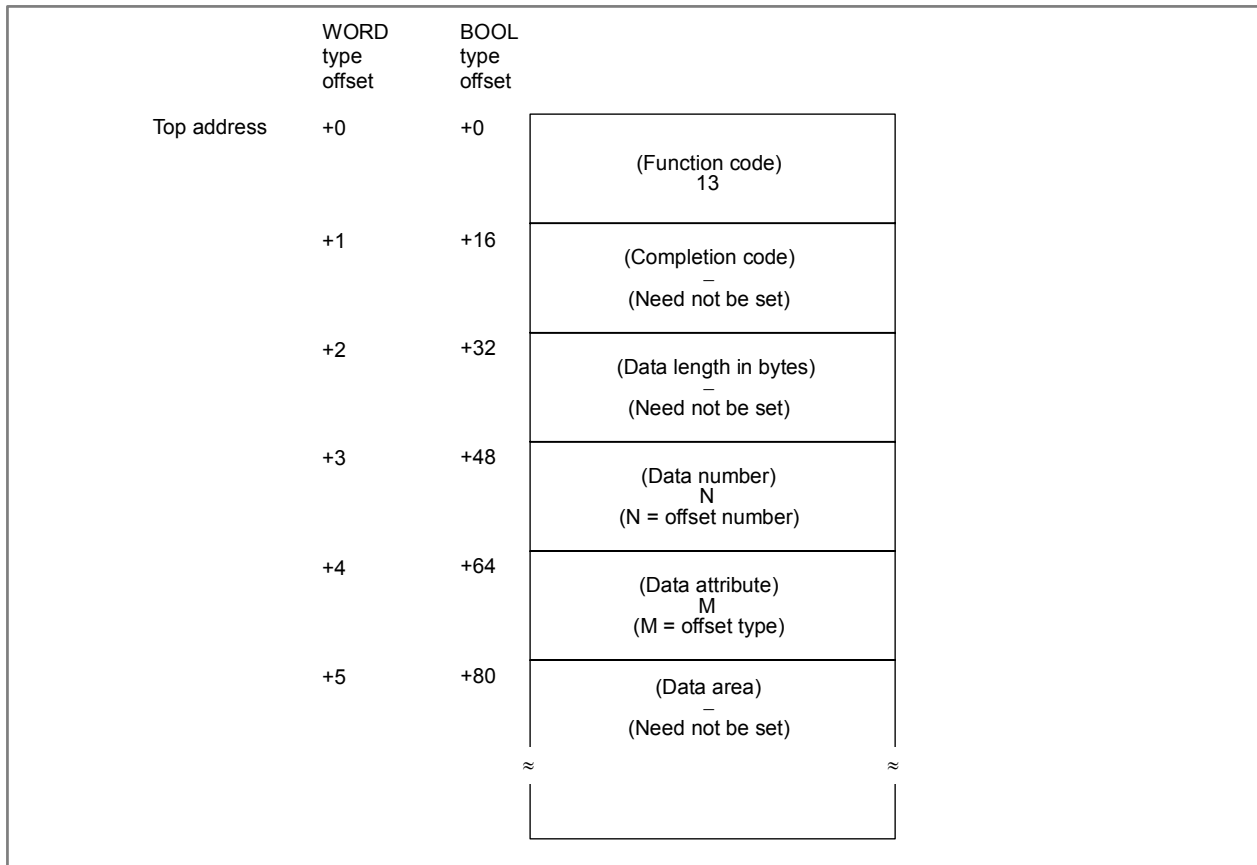 WORD BOOL
type type
offset offset
Top address +0 +0
(Function code)
13
+1 +16
(Completion code)
–
(Need not be set)
+2 +32
(Data length in bytes)
–
(Need not be set)
+3 +48
(Data number)
N
(N = offset number)
+4 +64
(Data attribute)
M
(M = offset type)
+5 +80
(Data area)
–
(Need not be set)
≈ ≈